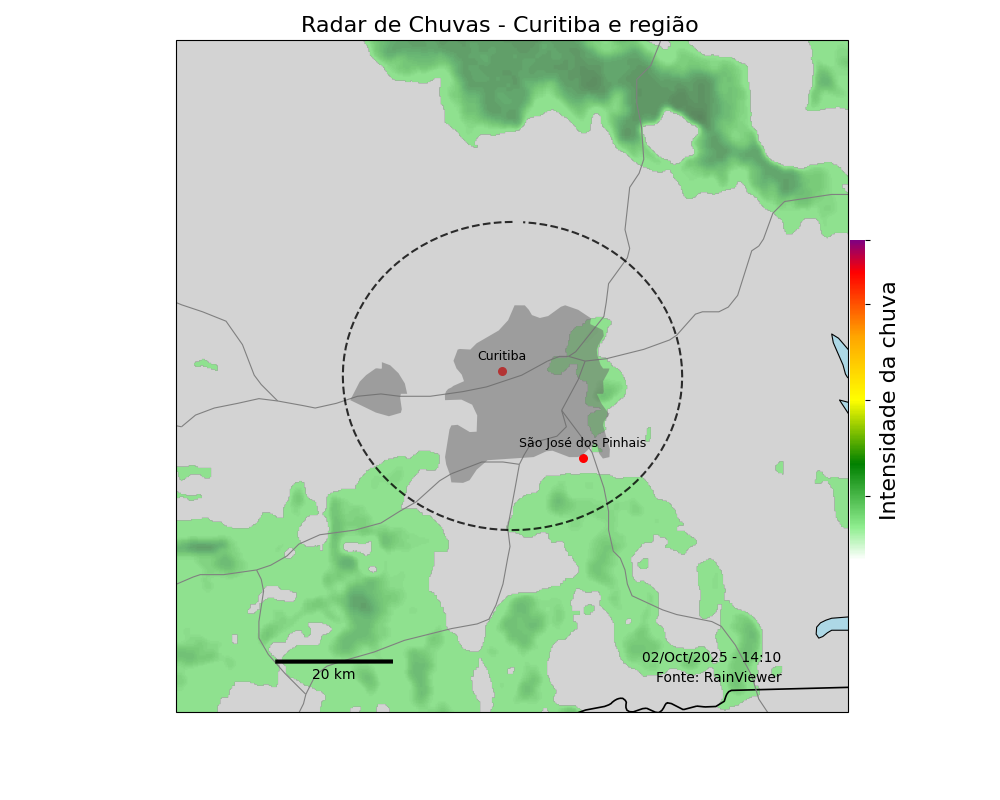 Radar de Chuvas - Curitiba e região
Curitiba
São José dos Pinhais
Intensidade da chuva
02/Oct/2025 - 14:10
Fonte: RainViewer
20 km